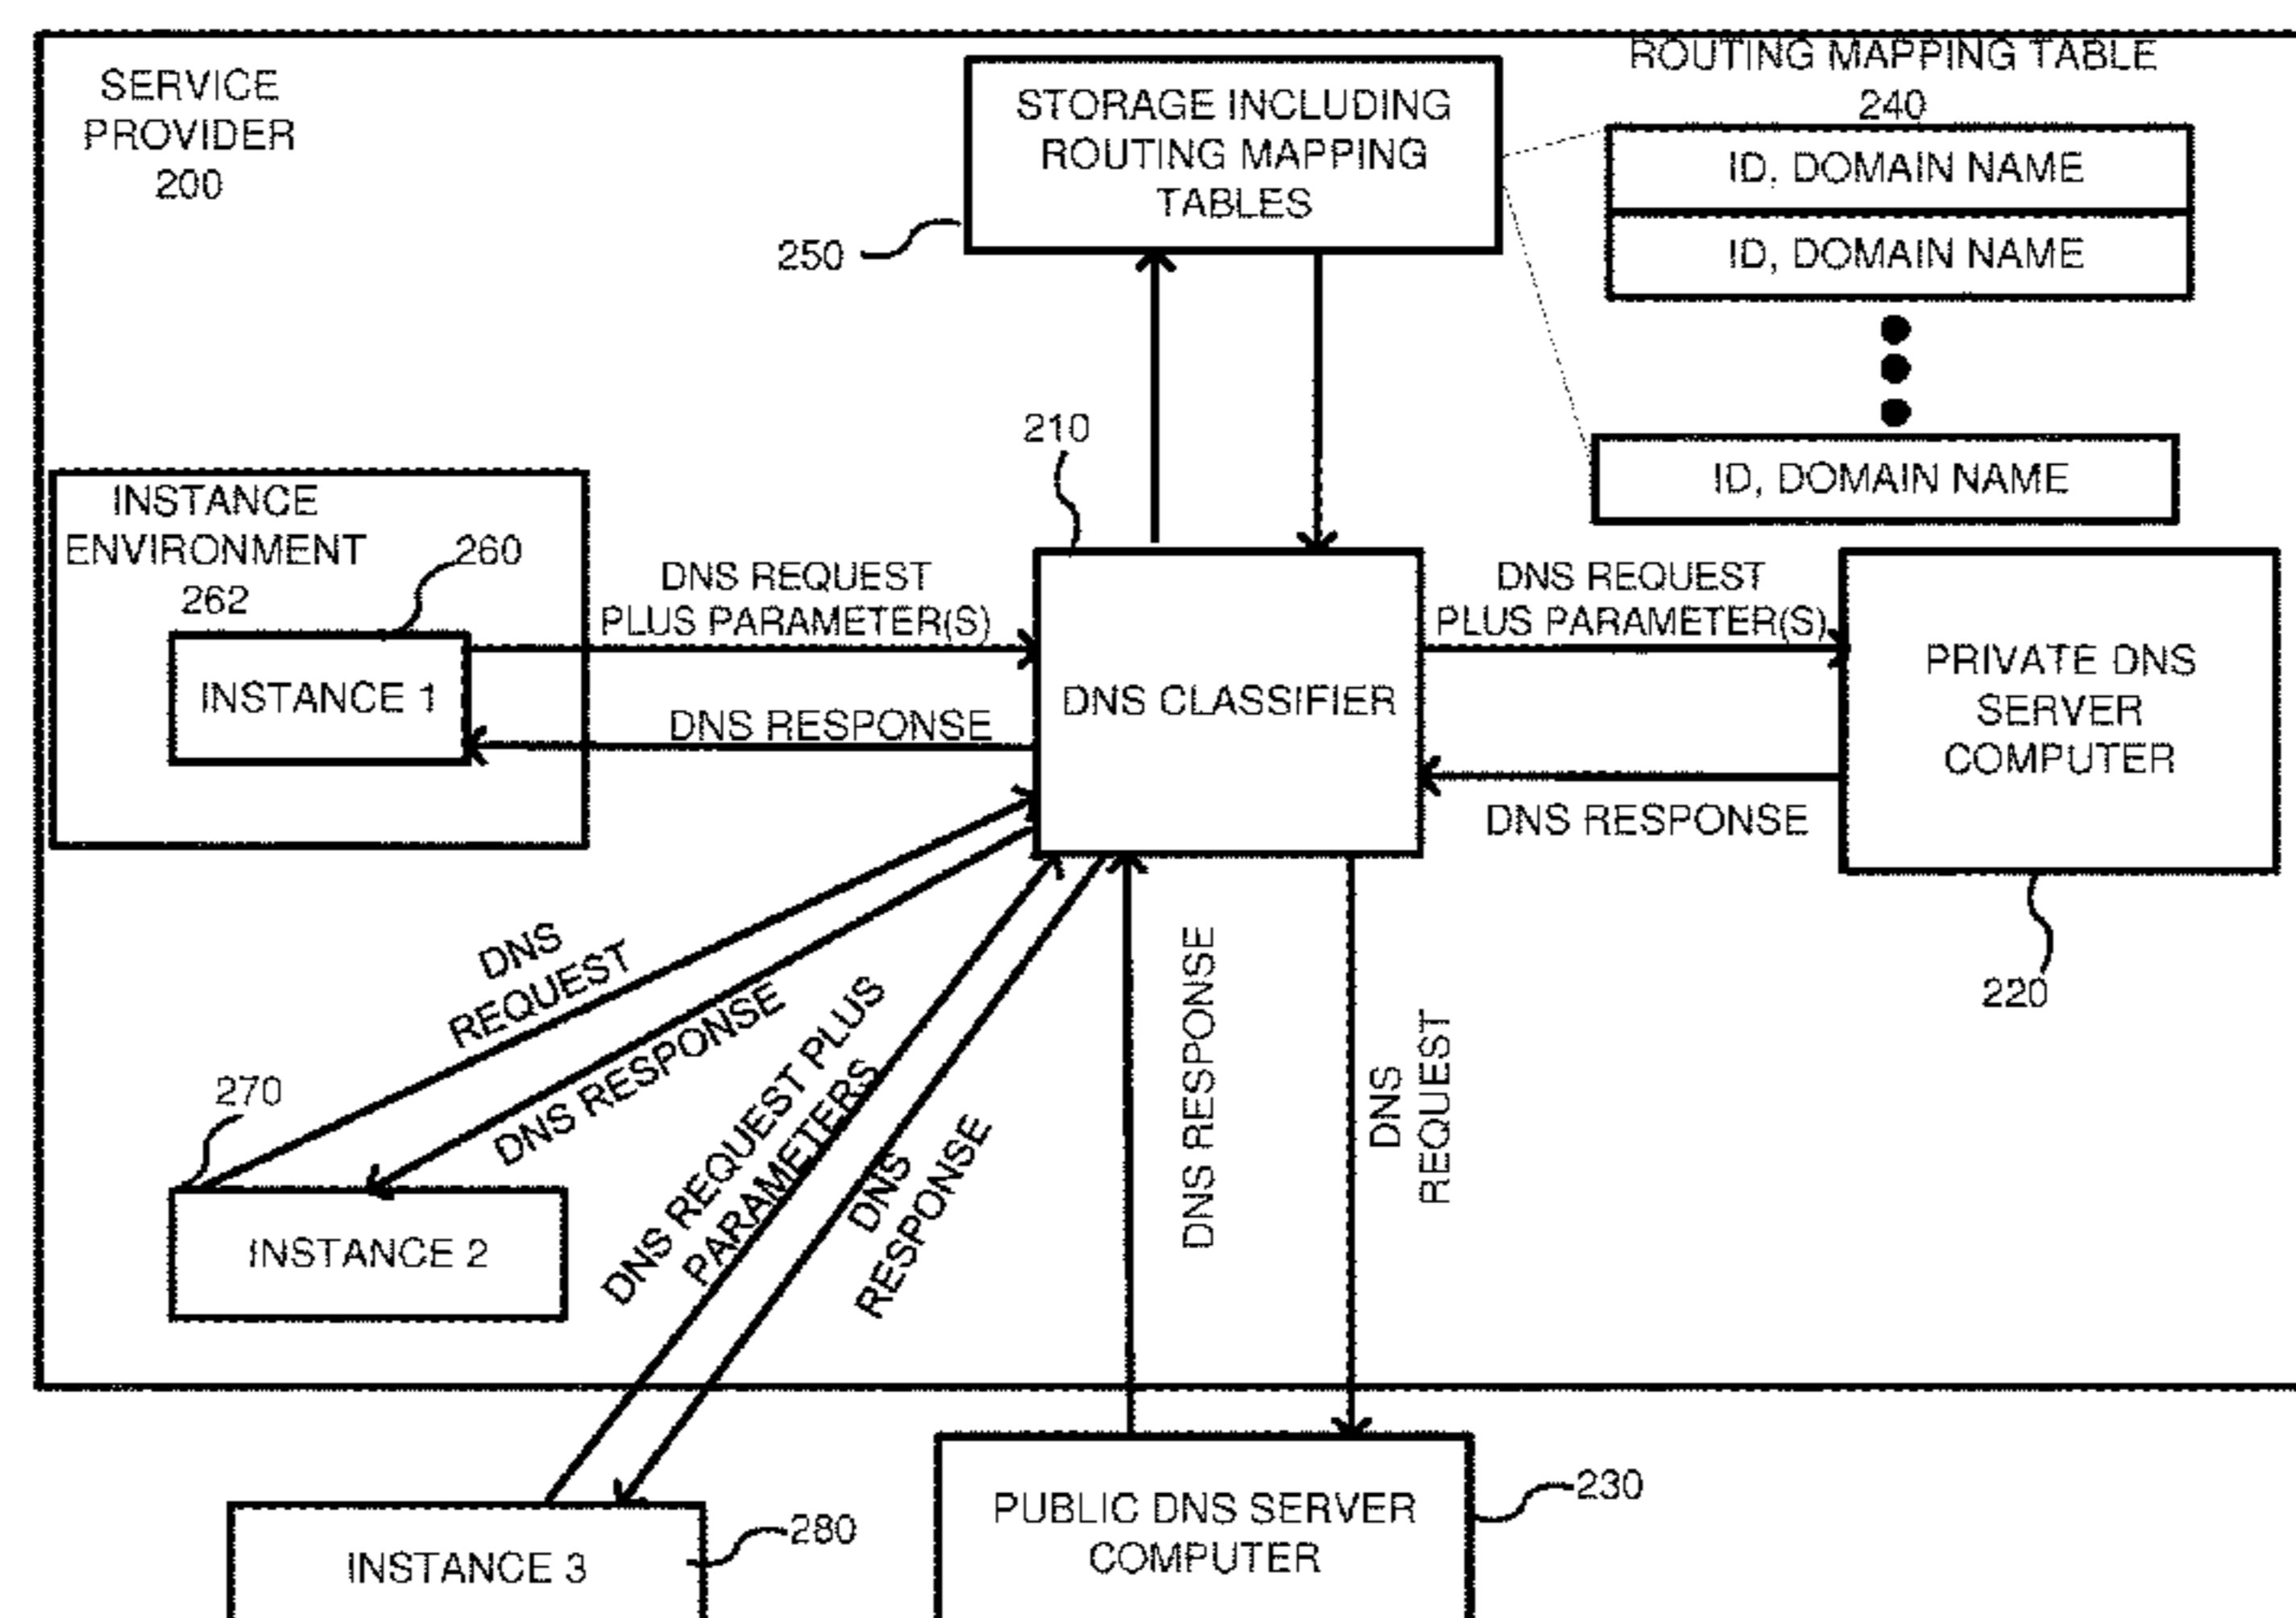 SERVICE
PROVIDER
200
STORAGE INCLUDING
ROUTING MAPPING
TABLES
250
ROUTING MAPPING TABLE
240
ID, DOMAIN NAME
ID, DOMAIN NAME
ID, DOMAIN NAME
210
INSTANCE
ENVIRONMENT
262
260
INSTANCE 1
DNS REQUEST
PLUS PARAMETER(S)
DNS RESPONSE
DNS CLASSIFIER
DNS REQUEST
PLUS PARAMETER(S)
DNS RESPONSE
PRIVATE DNS
SERVER
COMPUTER
220
DNS
REQUEST
DNS RESPONSE
270
INSTANCE 2
DNS REQUEST PLUS
PARAMETERS
DNS
RESPONSE
DNS RESPONSE
DNS
REQUEST
INSTANCE 3
280
PUBLIC DNS SERVER
COMPUTER
230